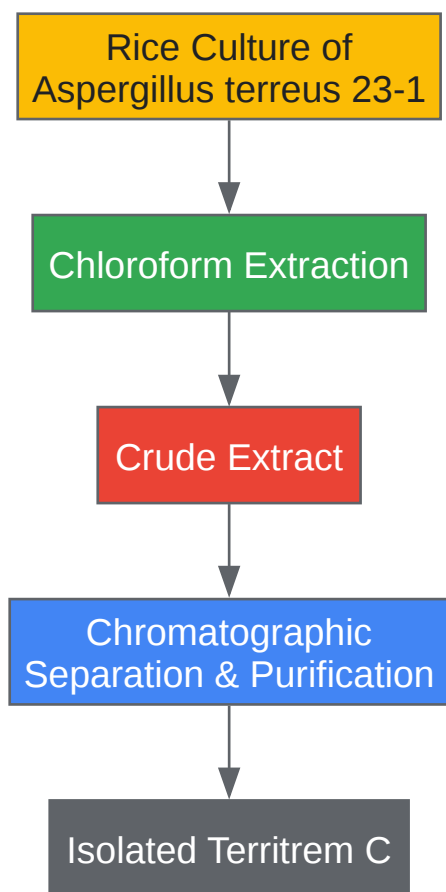 Rice Culture of
Aspergillus terreus 23-1
Chloroform Extraction
Crude Extract
Chromatographic
Separation & Purification
Isolated Territrem C